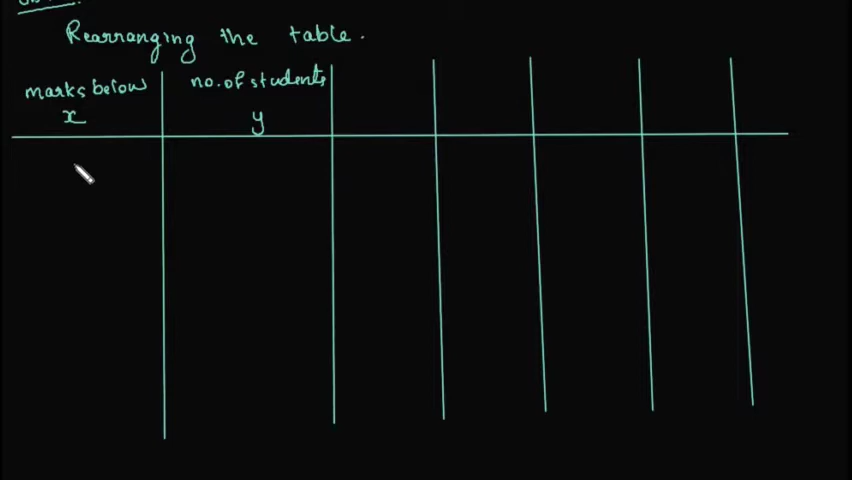 Rearranging the table.
marks below no. of students
x y